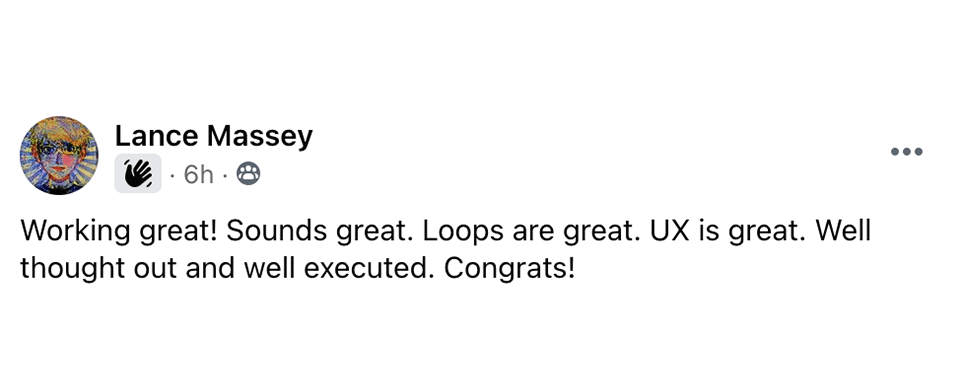 Lance Massey
· 6h ·
Working great! Sounds great. Loops are great. UX is great. Well
thought out and well executed. Congrats!